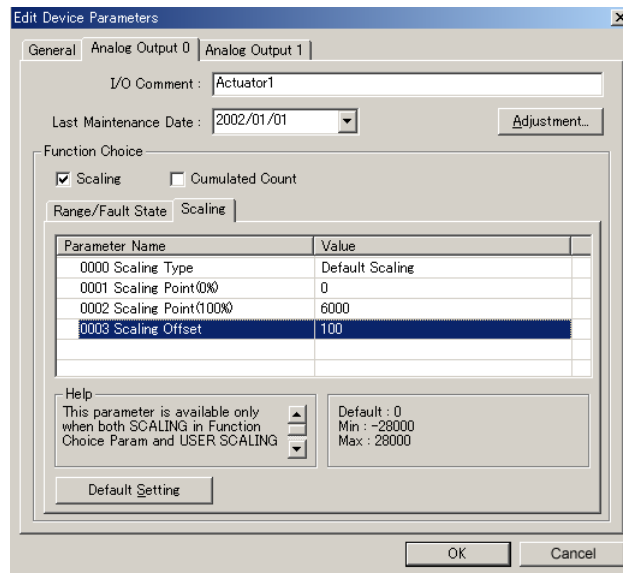 Edit Device Parameters
General Analog Output 0 Analog Output 1
I/O Comment : Actuator1
Last Maintenance Date : 2002/01/01 Adjustment...
Function Choice
Scaling Cumulated Count
Range/Fault State Scaling
Parameter Name Value
0000 Scaling Type Default Scaling
0001 Scaling Point(0%) 0
0002 Scaling Point(100%) 6000
0003 Scaling Offset 100
Help
This parameter is available only
when both SCALING in Function
Choice Param and USER SCALING
Default : 0
Min : -28000
Max : 28000
Default Setting
OK Cancel